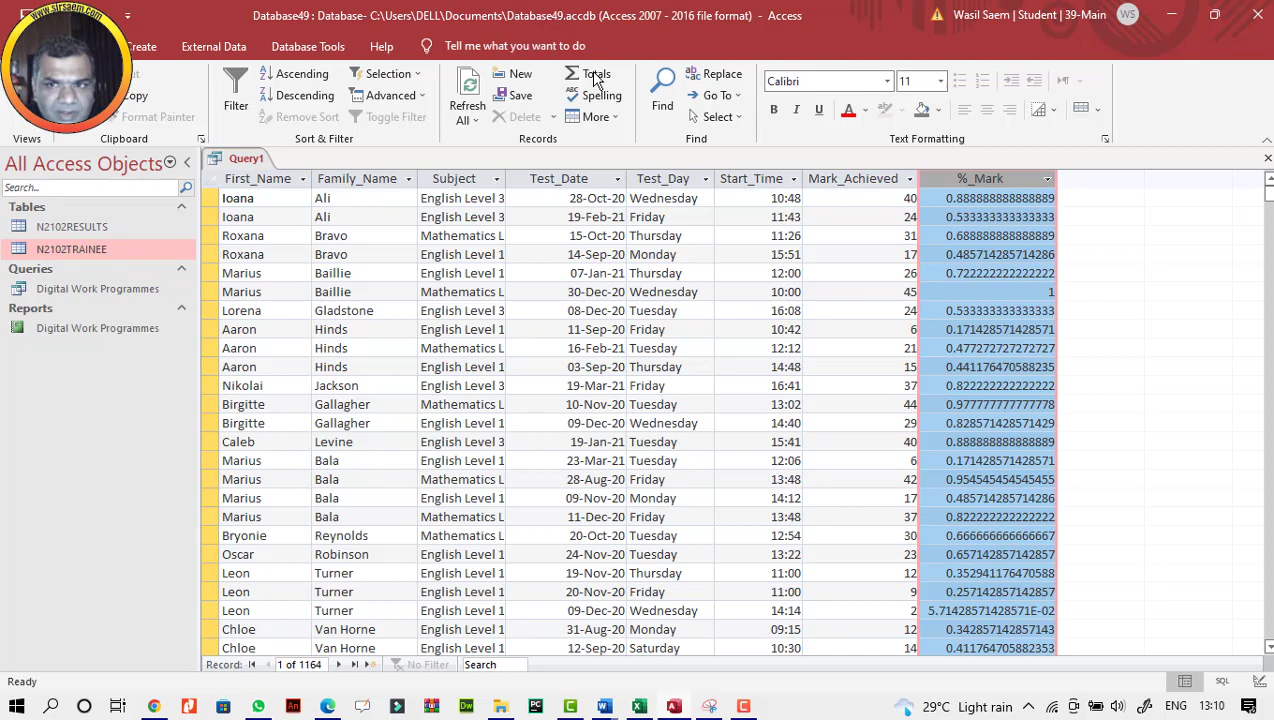 www.sirsaem.com
Database49 : Database- C:\Users\DELL\Documents\Database49.accdb (Access 2007 - 2016 file format) - Access
Wasil Saem | Student | 39-Main WS
Create External Data Database Tools Help Tell me what you want to do
Filter Ascending Descending Remove Sort Selection Advanced Toggle Filter
Refresh All New Save Delete Totals Spelling More
Find Replace Go To Select
Calibri 11
B I U A
Copy
Format Painter
Views Clipboard Sort & Filter Records Find Text Formatting
All Access Objects
Search...
Tables
N2102RESULTS
N2102TRAINEE
Queries
Digital Work Programmes
Reports
Digital Work Programmes
Query1
First_Name Family_Name Subject Test_Date Test_Day Start_Time Mark_Achieved %_Mark
Ioana Ali English Level 3 28-Oct-20 Wednesday 10:48 40 0.888888888888889
Ioana Ali English Level 3 19-Feb-21 Friday 11:43 24 0.533333333333333
Roxana Bravo Mathematics L 15-Oct-20 Thursday 11:26 31 0.688888888888889
Roxana Bravo English Level 1 14-Sep-20 Monday 15:51 17 0.485714285714286
Marius Baillie English Level 1 07-Jan-21 Thursday 12:00 26 0.722222222222222
Marius Baillie English Level 3 30-Dec-20 Wednesday 10:00 45 1
Lorena Gladstone English Level 3 08-Dec-20 Tuesday 16:08 24 0.533333333333333
Aaron Hinds English Level 1 11-Sep-20 Friday 10:42 6 0.171428571428571
Aaron Hinds Mathematics L 16-Feb-21 Tuesday 12:12 21 0.477272727272727
Aaron Hinds English Level 1 03-Sep-20 Thursday 14:48 15 0.441176470588235
Nikolai Jackson English Level 3 19-Mar-21 Friday 16:41 37 0.822222222222222
Birgitte Gallagher Mathematics L 10-Nov-20 Tuesday 13:02 44 0.977777777777778
Birgitte Gallagher English Level 1 09-Dec-20 Wednesday 14:40 29 0.828571428571429
Caleb Levine English Level 3 19-Jan-21 Tuesday 15:41 40 0.888888888888889
Marius Bala English Level 1 23-Mar-21 Tuesday 12:06 6 0.171428571428571
Marius Bala Mathematics L 28-Aug-20 Friday 13:48 42 0.954545454545455
Marius Bala English Level 1 09-Nov-20 Monday 14:12 17 0.485714285714286
Marius Bala Mathematics L 11-Dec-20 Friday 13:48 37 0.822222222222222
Bryonie Reynolds Mathematics L 20-Oct-20 Tuesday 12:54 30 0.666666666666667
Oscar Robinson English Level 1 24-Nov-20 Tuesday 13:22 23 0.657142857142857
Leon Turner English Level 1 19-Nov-20 Thursday 11:00 12 0.352941176470588
Leon Turner English Level 1 20-Nov-20 Friday 11:00 9 0.257142857142857
Leon Turner English Level 1 09-Dec-20 Wednesday 14:14 2 5.71428571428571E-02
Chloe Van Horne English Level 1 31-Aug-20 Monday 09:15 12 0.342857142857143
Chloe Van Horne English Level 1 12-Sep-20 Saturday 10:30 14 0.411764705882353
Record: 1 of 1164 No Filter Search
Ready SQL
29°C Light rain ENG 13:10